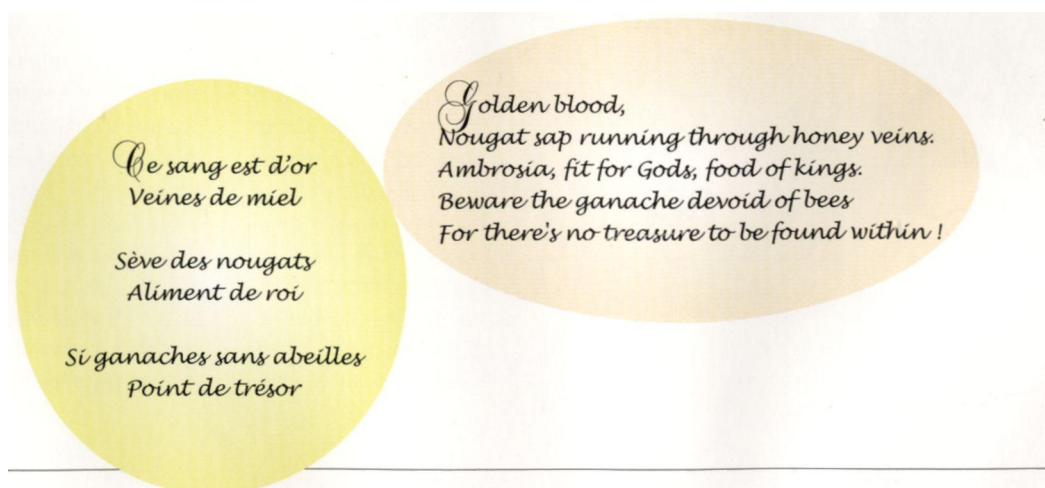 Ce sang est d'or
Veines de miel
Sève des nougats
Aliment de roi
Si ganaches sans abeilles
Point de trésor
Golden blood,
Nougat sap running through honey veins.
Ambrosia, fit for Gods, food of kings.
Beware the ganache devoid of bees
For there's no treasure to be found within !